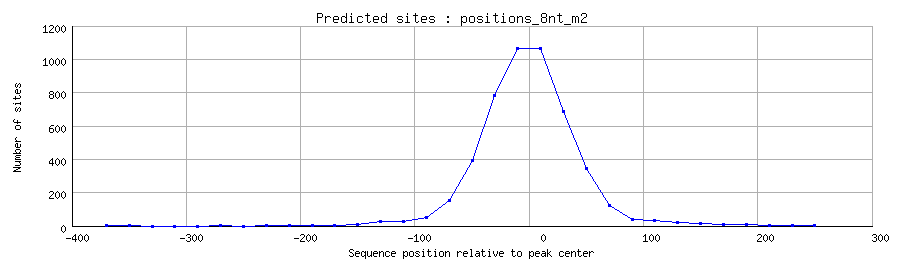 Predicted sites : positions_8nt_m2
1200
1000
800
600
400
200
0
Number of sites
-400 -300 -200 -100 0 100 200 300
Sequence position relative to peak center